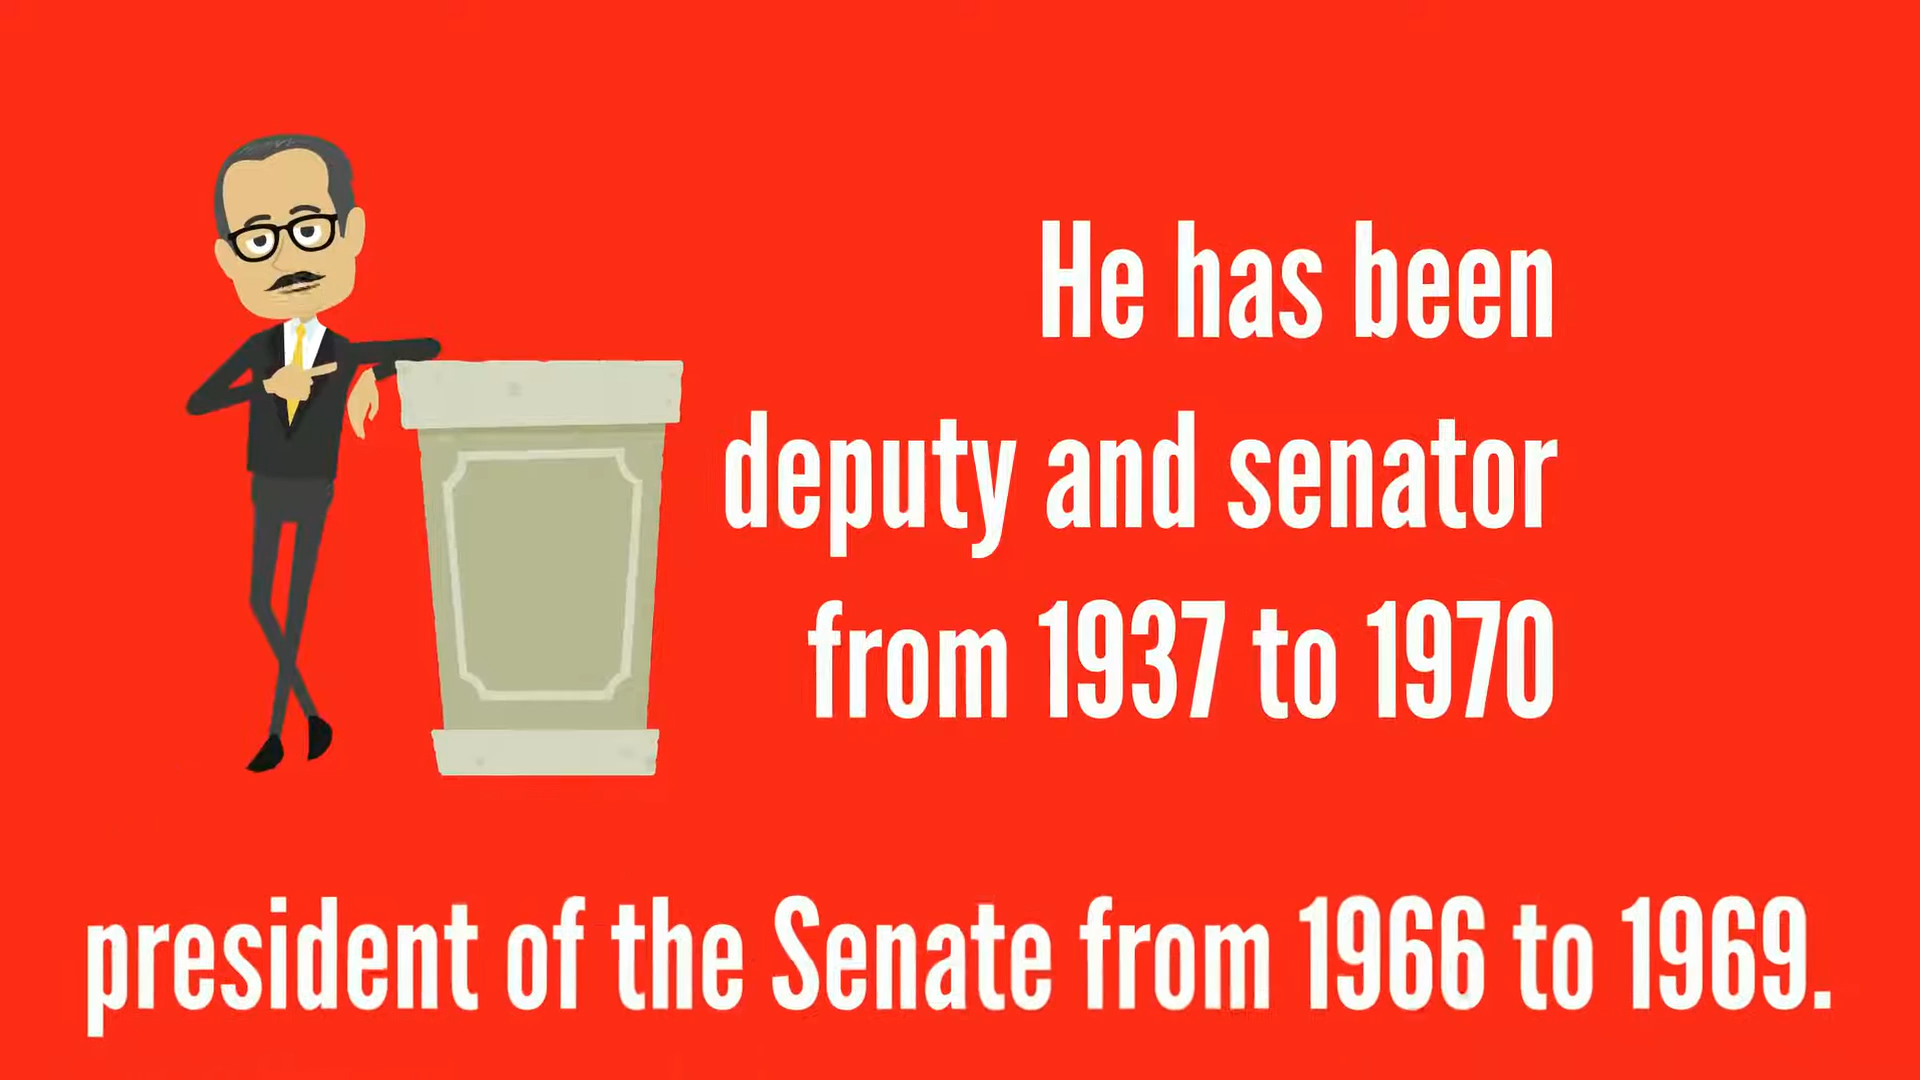 He has been
deputy and senator
from 1937 to 1970
president of the Senate from 1966 to 1969.